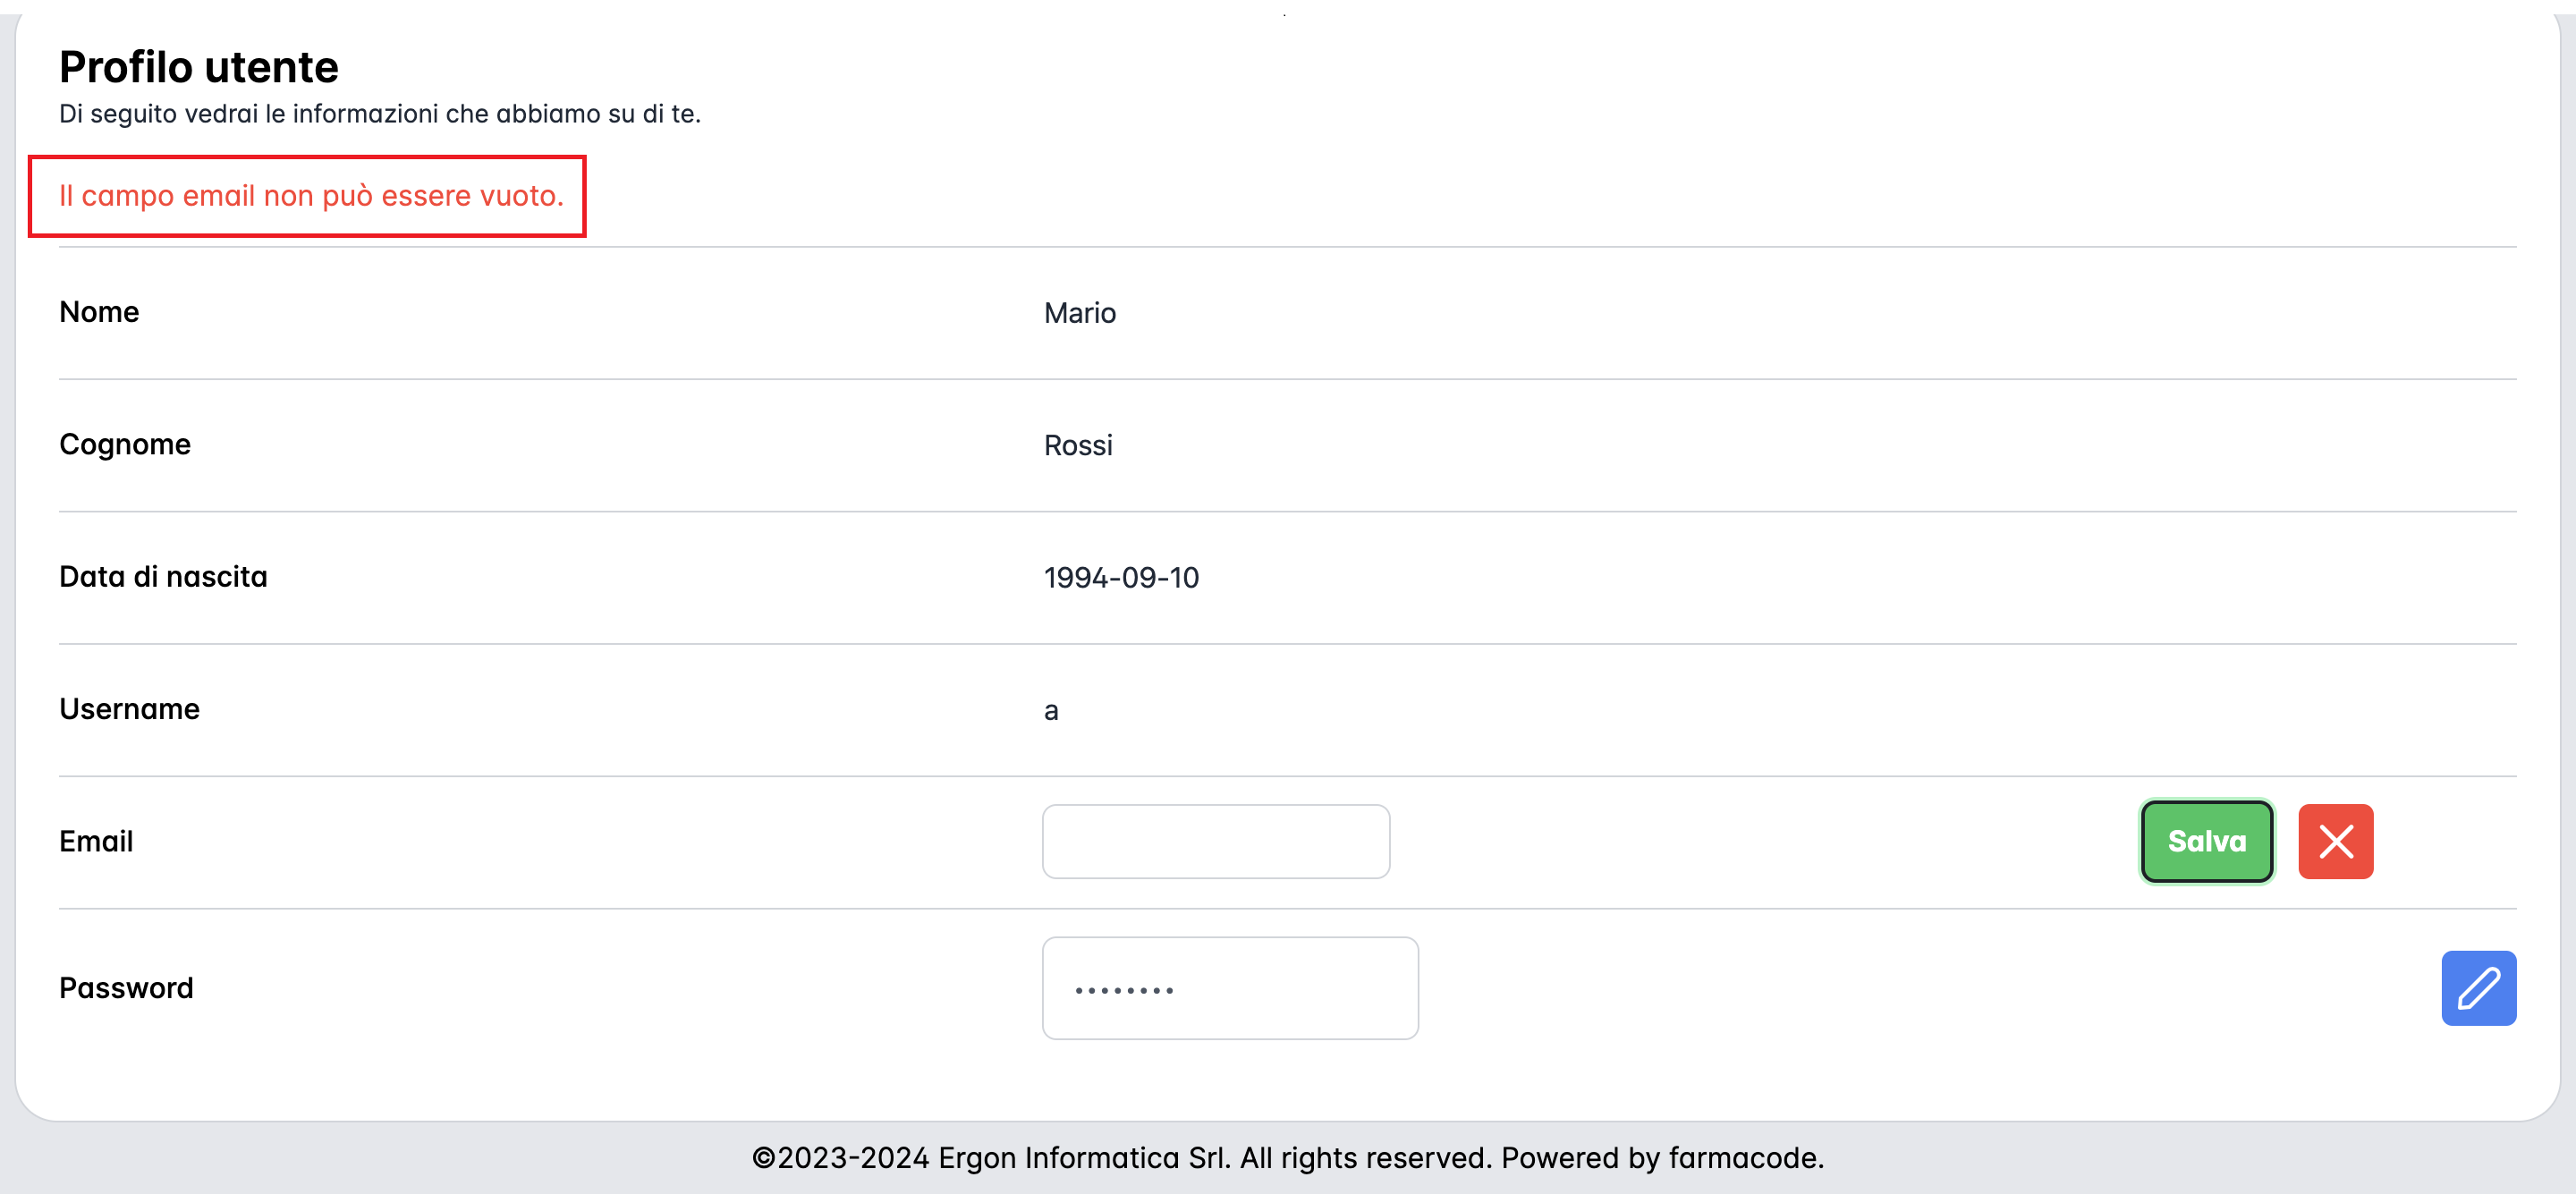 Profilo utente
Di seguito vedrai le informazioni che abbiamo su di te.
Il campo email non può essere vuoto.
Nome Mario
Cognome Rossi
Data di nascita 1994-09-10
Username a
Email Salva
Password ••••••••
©2023-2024 Ergon Informatica Srl. All rights reserved. Powered by farmacode.